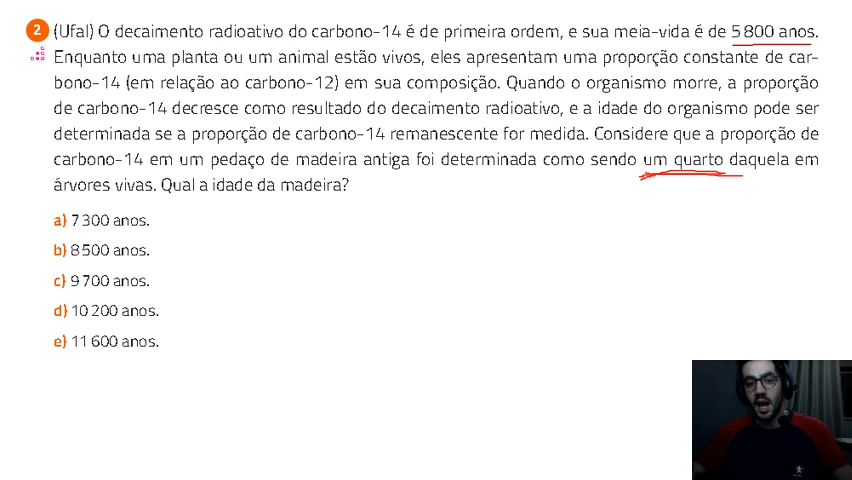 2 (Ufal) O decaimento radioativo do carbono-14 é de primeira ordem, e sua meia-vida é de 5 800 anos.
Enquanto uma planta ou um animal estão vivos, eles apresentam uma proporção constante de car-
bono-14 (em relação ao carbono-12) em sua composição. Quando o organismo morre, a proporção
de carbono-14 decresce como resultado do decaimento radioativo, e a idade do organismo pode ser
determinada se a proporção de carbono-14 remanescente for medida. Considere que a proporção de
carbono-14 em um pedaço de madeira antiga foi determinada como sendo um quarto daquela em
árvores vivas. Qual a idade da madeira?
a) 7 300 anos.
b) 8 500 anos.
c) 9 700 anos.
d) 10 200 anos.
e) 11 600 anos.